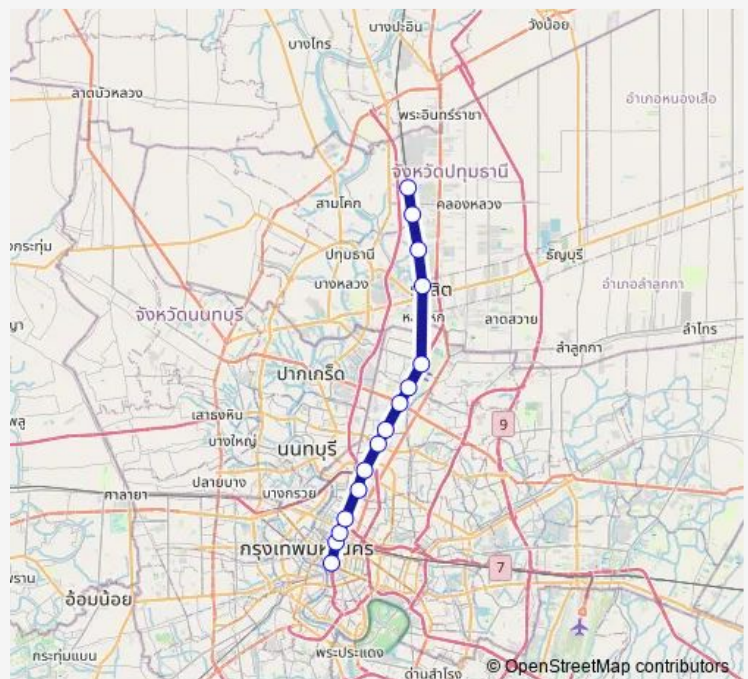 บางปะอิน
วังน้อย
บางไทร
ลาดบัวหลวง
อำเภอหนองเสือ
พระอินทร์ราชา
จังหวัดปทุมธานี
สามโคก
คลองหลวง
กระทุ่ม
ปทุมธานี
ธัญบุรี
บางหลวง
อำเภอลำลูกกา
จังหวัดนนทบุรี
ลาดสวาย
ลำไทร
ลำลูกกา
ปากเกร็ด
เสาธงหิน
9
บางใหญ่
นนทบุรี
ปลายบาง
บางกรวย
ศาลายา
7
อ้อมน้อย
กระทุ่มแบน
พระประแดง
ด่านสำโรง
© OpenStreetMap contributors